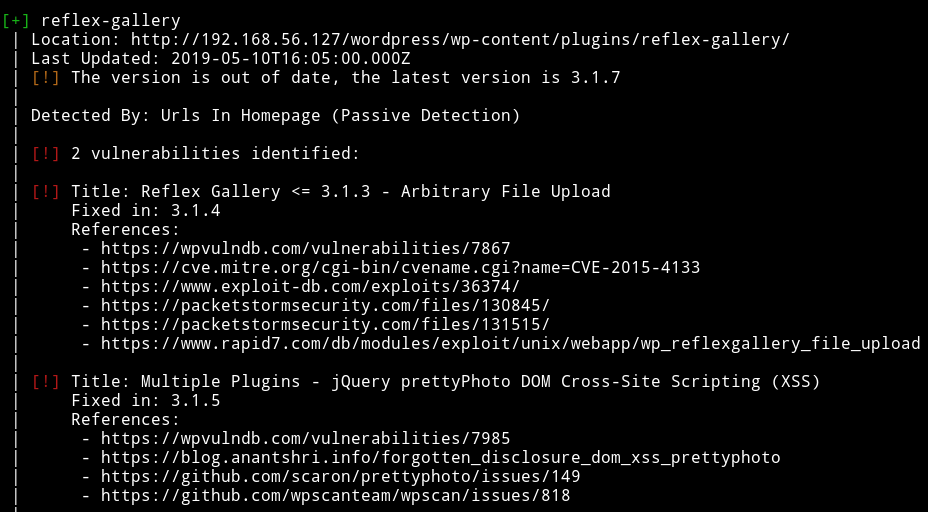 [+] reflex-gallery
| Location: http://192.168.56.127/wordpress/wp-content/plugins/reflex-gallery/
| Last Updated: 2019-05-10T16:05:00.000Z
| [!] The version is out of date, the latest version is 3.1.7
|
| Detected By: Urls In Homepage (Passive Detection)
|
| [!] 2 vulnerabilities identified:
|
| [!] Title: Reflex Gallery <= 3.1.3 - Arbitrary File Upload
|     Fixed in: 3.1.4
|     References:
|      - https://wpvulndb.com/vulnerabilities/7867
|      - https://cve.mitre.org/cgi-bin/cvename.cgi?name=CVE-2015-4133
|      - https://www.exploit-db.com/exploits/36374/
|      - https://packetstormsecurity.com/files/130845/
|      - https://packetstormsecurity.com/files/131515/
|      - https://www.rapid7.com/db/modules/exploit/unix/webapp/wp_reflexgallery_file_upload
|
| [!] Title: Multiple Plugins - jQuery prettyPhoto DOM Cross-Site Scripting (XSS)
|     Fixed in: 3.1.5
|     References:
|      - https://wpvulndb.com/vulnerabilities/7985
|      - https://blog.anantshri.info/forgotten_disclosure_dom_xss_prettyphoto
|      - https://github.com/scaron/prettyphoto/issues/149
|      - https://github.com/wpscanteam/wpscan/issues/818
|